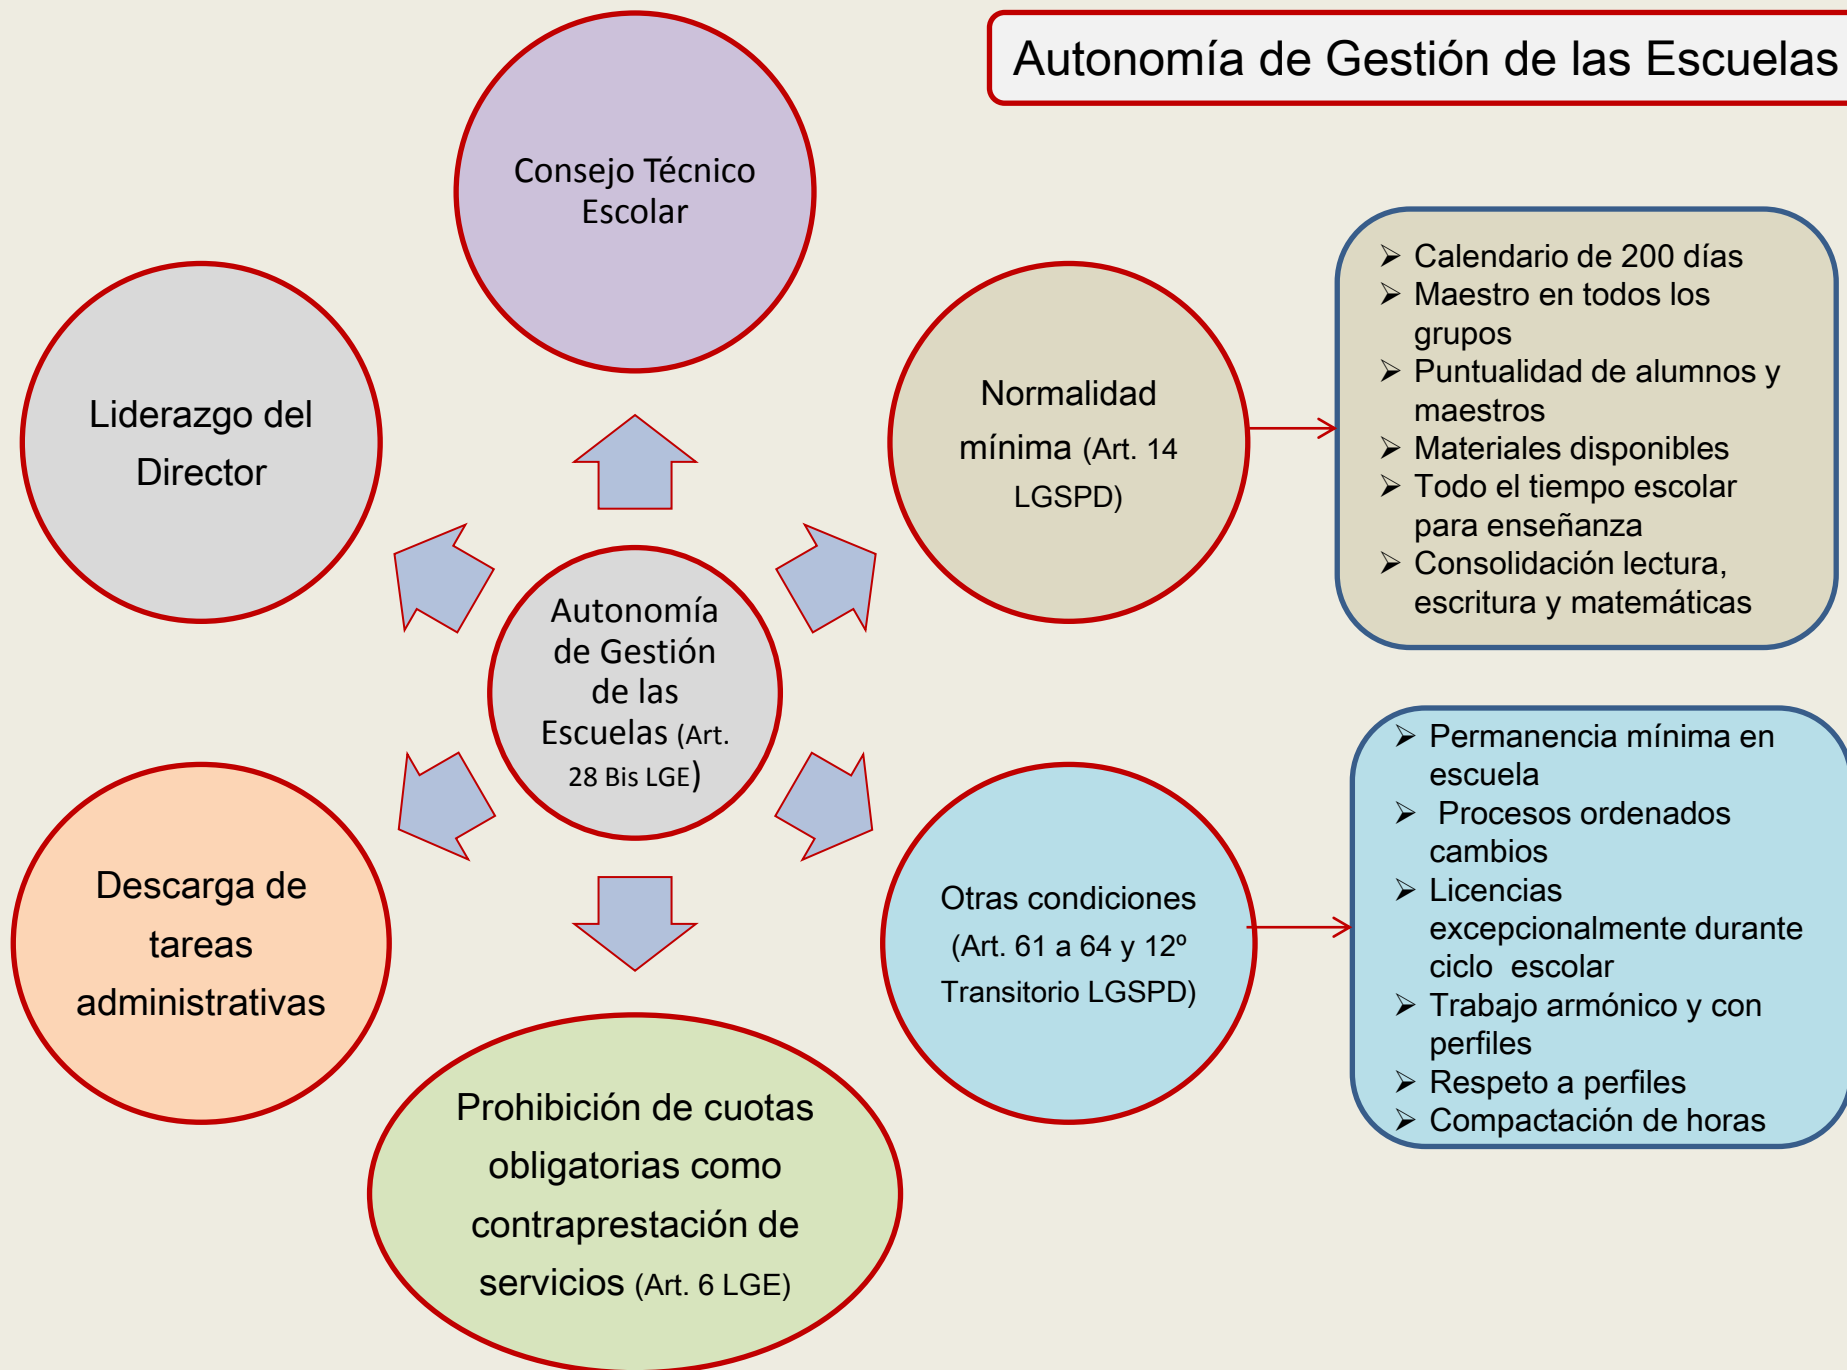 Autonomía de Gestión de las Escuelas
Consejo Técnico
Escolar
Liderazgo del
Director
Normalidad
mínima (Art. 14
LGSPD)
➢ Calendario de 200 días
➢ Maestro en todos los
grupos
➢ Puntualidad de alumnos y
maestros
➢ Materiales disponibles
➢ Todo el tiempo escolar
para enseñanza
➢ Consolidación lectura,
escritura y matemáticas
Autonomía
de Gestión
de las
Escuelas (Art.
28 Bis LGE)
Descarga de
tareas
administrativas
Otras condiciones
(Art. 61 a 64 y 12º
Transitorio LGSPD)
➢ Permanencia mínima en
escuela
➢ Procesos ordenados
cambios
➢ Licencias
excepcionalmente durante
ciclo escolar
➢ Trabajo armónico y con
perfiles
➢ Respeto a perfiles
➢ Compactación de horas
Prohibición de cuotas
obligatorias como
contraprestación de
servicios (Art. 6 LGE)